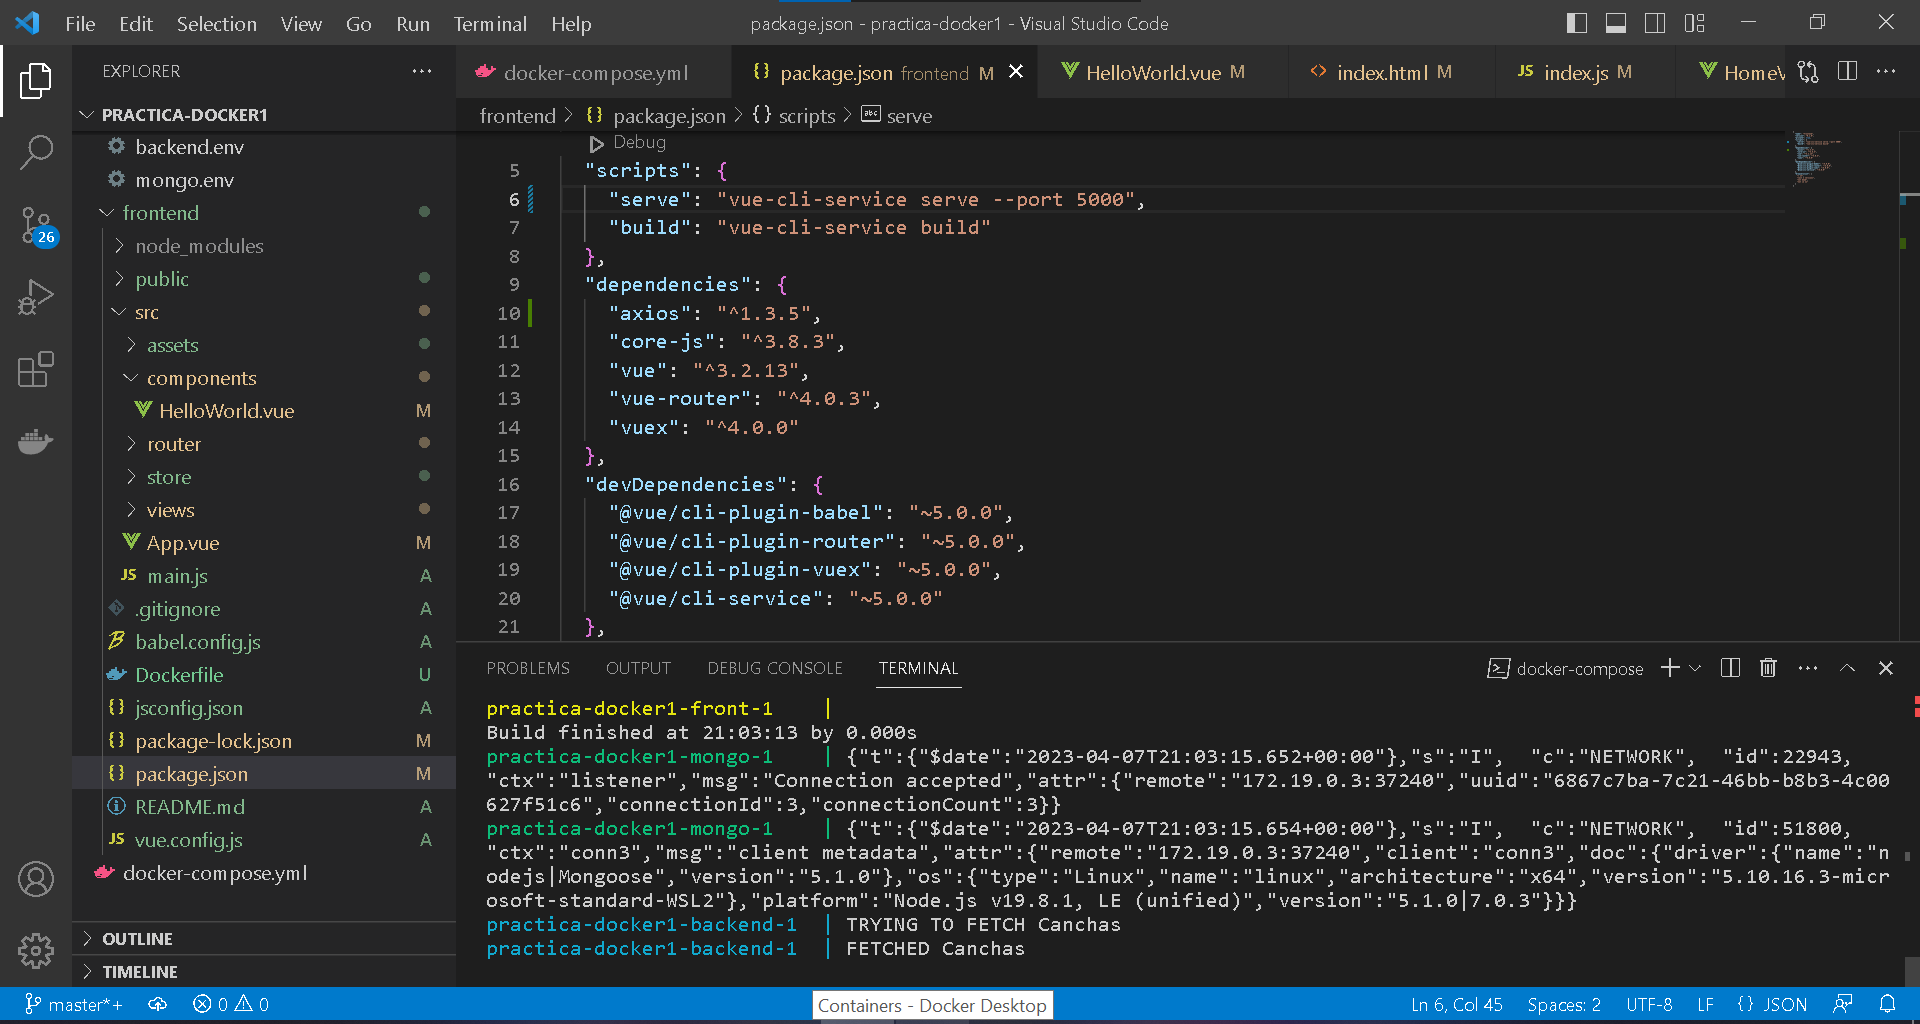 File Edit Selection View Go Run Terminal Help
package.json - practica-docker1 - Visual Studio Code
EXPLORER
PRACTICA-DOCKER1
backend.env
mongo.env
frontend
node_modules
public
src
assets
components
HelloWorld.vue M
router
store
views
App.vue M
JS main.js A
.gitignore A
babel.config.js A
Dockerfile U
{} jsconfig.json A
{} package-lock.json M
{} package.json M
README.md A
JS vue.config.js A
docker-compose.yml
OUTLINE
TIMELINE
26
docker-compose.yml
{} package.json frontend M
HelloWorld.vue M
<> index.html M
JS index.js M
HomeV
frontend > {} package.json > {} scripts > abc serve
Debug
5 "scripts": {
6 "serve": "vue-cli-service serve --port 5000",
7 "build": "vue-cli-service build"
8 },
9 "dependencies": {
10 "axios": "^1.3.5",
11 "core-js": "^3.8.3",
12 "vue": "^3.2.13",
13 "vue-router": "^4.0.3",
14 "vuex": "^4.0.0"
15 },
16 "devDependencies": {
17 "@vue/cli-plugin-babel": "~5.0.0",
18 "@vue/cli-plugin-router": "~5.0.0",
19 "@vue/cli-plugin-vuex": "~5.0.0",
20 "@vue/cli-service": "~5.0.0"
21 },
PROBLEMS OUTPUT DEBUG CONSOLE TERMINAL
docker-compose
practica-docker1-front-1 |
Build finished at 21:03:13 by 0.000s
practica-docker1-mongo-1 | {"t":{"$date":"2023-04-07T21:03:15.652+00:00"},"s":"I", "c":"NETWORK", "id":22943,
"ctx":"listener","msg":"Connection accepted","attr":{"remote":"172.19.0.3:37240","uuid":"6867c7ba-7c21-46bb-b8b3-4c00
627f51c6","connectionId":3,"connectionCount":3}}
practica-docker1-mongo-1 | {"t":{"$date":"2023-04-07T21:03:15.654+00:00"},"s":"I", "c":"NETWORK", "id":51800,
"ctx":"conn3","msg":"client metadata","attr":{"remote":"172.19.0.3:37240","client":"conn3","doc":{"driver":{"name":"n
odejs|Mongoose","version":"5.1.0"},"os":{"type":"Linux","name":"linux","architecture":"x64","version":"5.10.16.3-micr
osoft-standard-WSL2"},"platform":"Node.js v19.8.1, LE (unified)","version":"5.1.0|7.0.3"}}}
practica-docker1-backend-1 | TRYING TO FETCH Canchas
practica-docker1-backend-1 | FETCHED Canchas
master*+ 0 0
Containers - Docker Desktop
Ln 6, Col 45 Spaces: 2 UTF-8 LF {} JSON